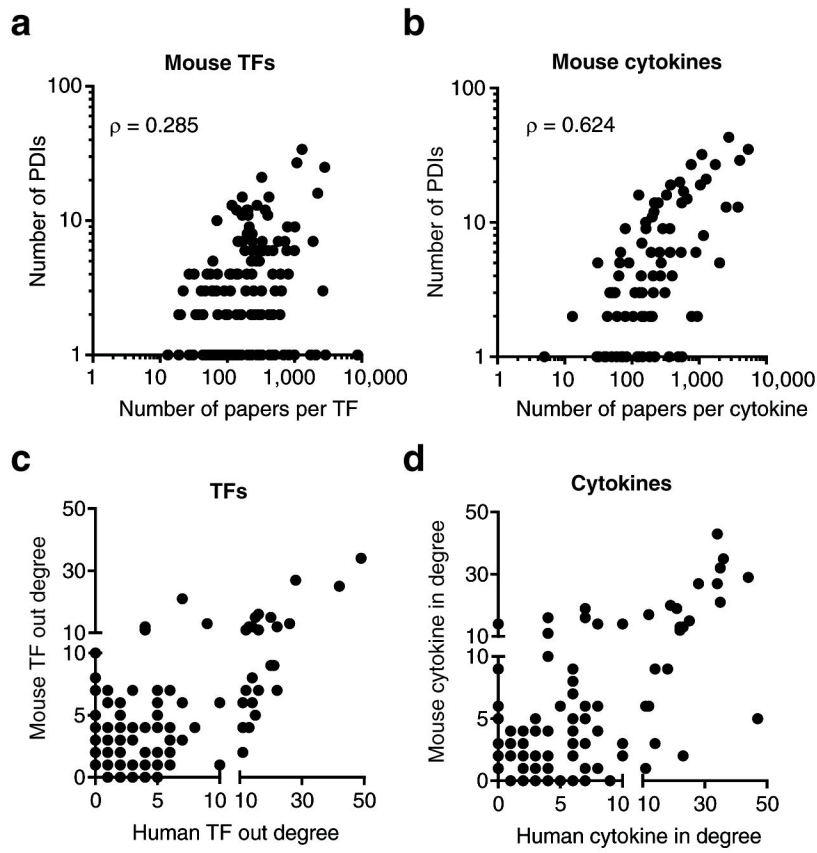 a
Mouse TFs
ρ = 0.285
Number of PDIs
100
10
1
1 10 100 1,000 10,000
Number of papers per TF
b
Mouse cytokines
ρ = 0.624
Number of PDIs
100
10
1
1 10 100 1,000 10,000
Number of papers per cytokine
c
TFs
Mouse TF out degree
50
30
10
10
5
0
0 5 10 10 30 50
Human TF out degree
d
Cytokines
Mouse cytokine in degree
50
30
10
10
5
0
0 5 10 10 30 50
Human cytokine in degree